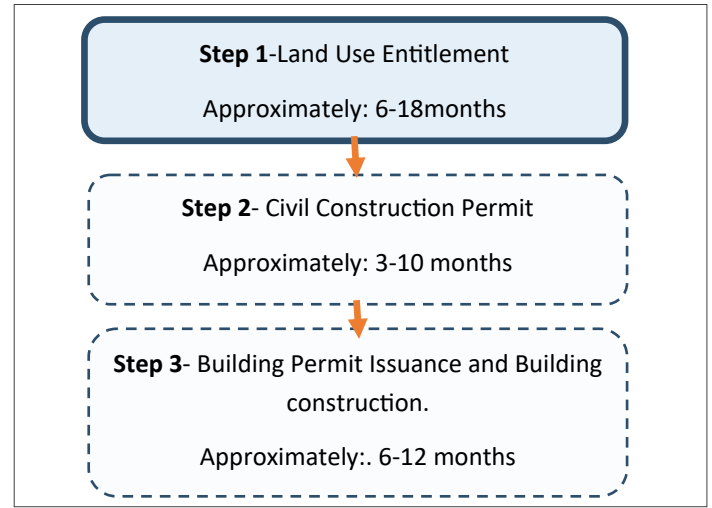 Step 1-Land Use Entitlement
Approximately: 6-18months
Step 2- Civil Construction Permit
Approximately: 3-10 months
Step 3- Building Permit Issuance and Building
construction.
Approximately:. 6-12 months